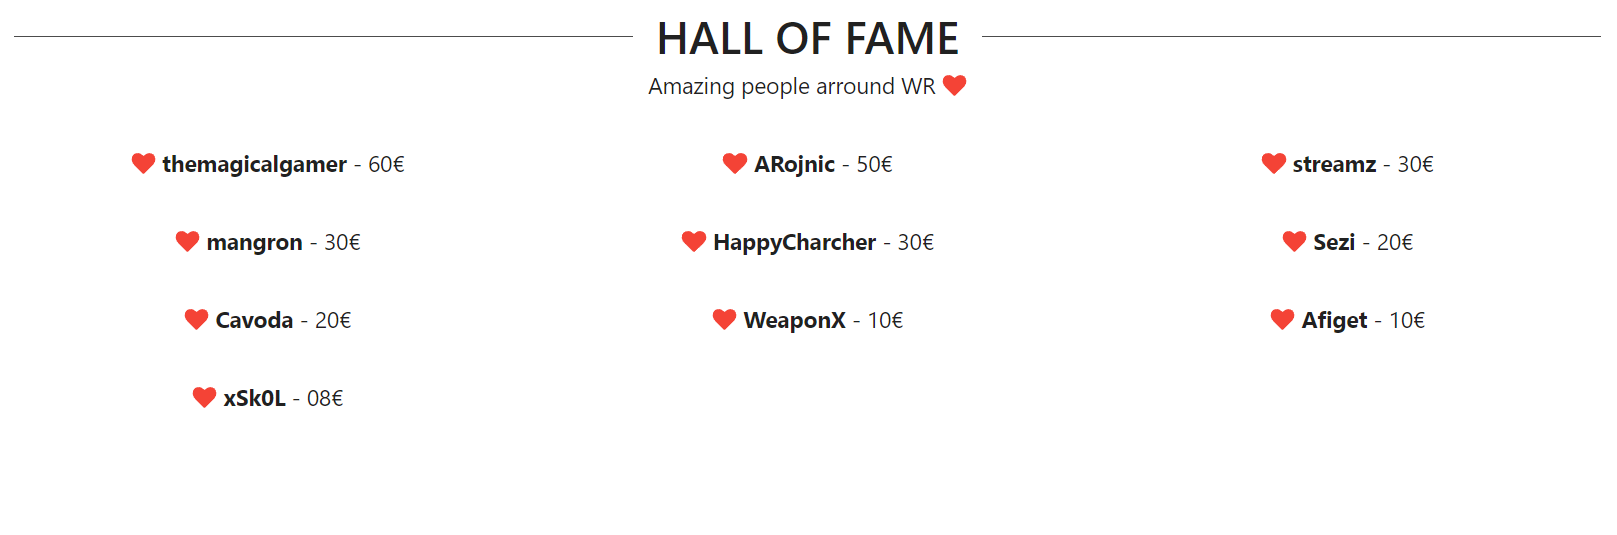 HALL OF FAME
Amazing people arround WR
themagicalgamer - 60€
ARojnic - 50€
streamz - 30€
mangron - 30€
HappyCharcher - 30€
Sezi - 20€
Cavoda - 20€
WeaponX - 10€
Afiget - 10€
xSk0L - 08€